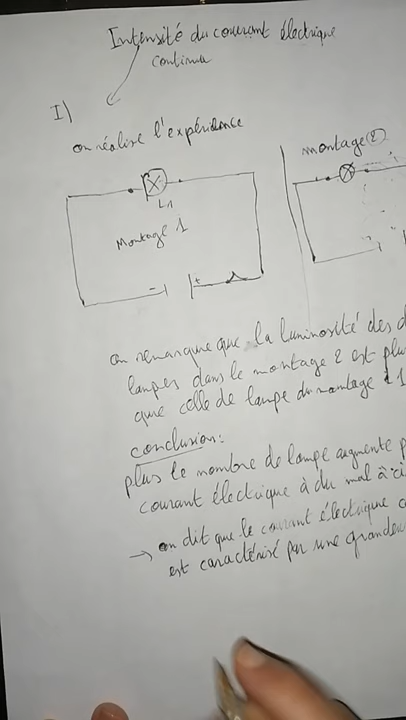 Intensité du courant électrique
continu
I)
on réalise l'expérience
montage (2)
L1
Montage 1
- +
-
on remarque que la luminosité des d
lampes dans le montage 2 est plu
que celle de lampe du montage 1
conclusion:
plus le nombre de lampe augmente p
courant électrique à du mal à ci
→ on dit que le courant électrique c
est caractérisé par une grandeu